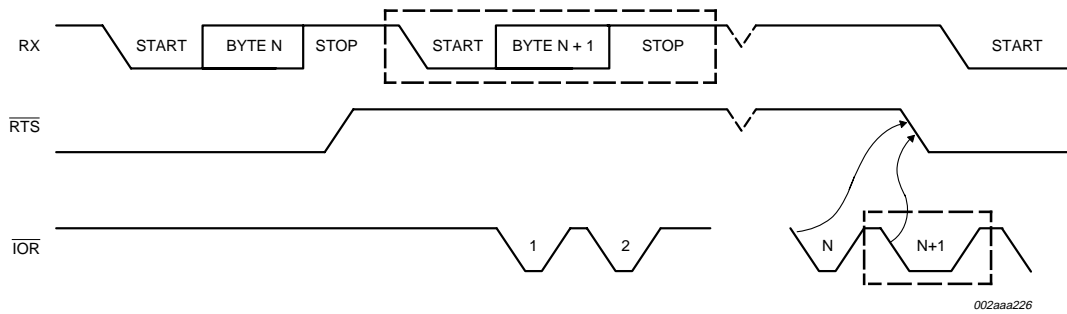 RX START BYTE N STOP START BYTE N + 1 STOP START
RTS
IOR 1 2 N N+1
002aaa226